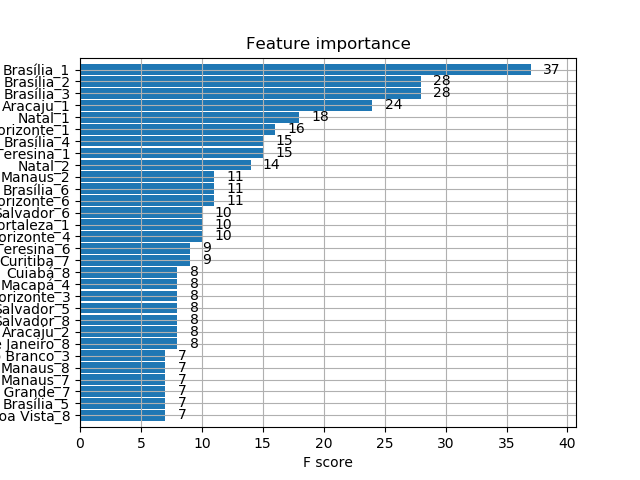 Feature importance
Brasília_1 37
Brasília_2 28
Brasília_3 28
Aracaju_1 24
Natal_1 18
orizonte_1 16
Brasília_4 15
eresina_1 15
Natal_2 14
Manaus_2 11
Brasília_6 11
orizonte_6 11
Salvador_6 10
ortaleza_1 10
orizonte_4 10
eresina_6 9
Curitiba_7 9
Cuiabá_8 8
Macapá_4 8
orizonte_3 8
Salvador_5 8
Salvador_8 8
Aracaju_2 8
e Janeiro_8 8
o Branco_3 7
Manaus_8 7
Manaus_7 7
Grande_7 7
Brasília_5 7
oa Vista_8 7
0 5 10 15 20 25 30 35 40
F score